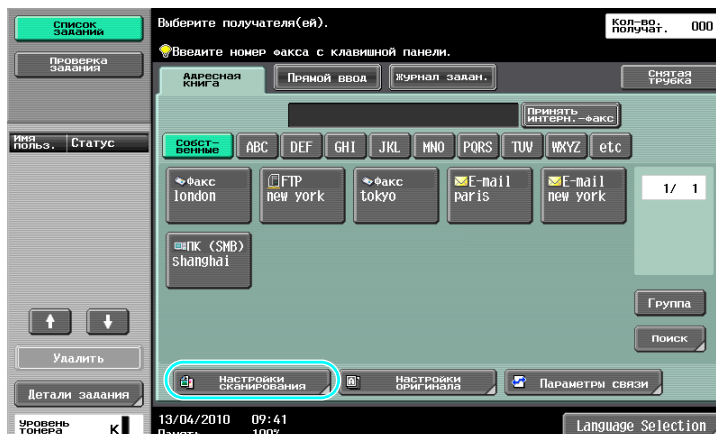 Список
заданий
Проверка
задания
Имя
польз. Статус
Удалить
Детали задания
Уровень
тонера K
Выберите получателя(ей).
Кол-во.
получат. 000
Введите номер факса с клавишной панели.
Адресная
книга
Прямой ввод
Журнал задан.
Снятая
трубка
Принять
интерн.-факс
Собст-
венные
ABC DEF GHI JKL MNO PQRS TUV WXYZ etc
Факс
london
FTP
new york
Факс
tokyo
E-mail
paris
E-mail
new york
1/ 1
ПК (SMB)
shanghai
Группа
Поиск
Настройки
сканирования
Настройки
оригинала
Параметры связи
13/04/2010 09:41
Память 100%
Language Selection